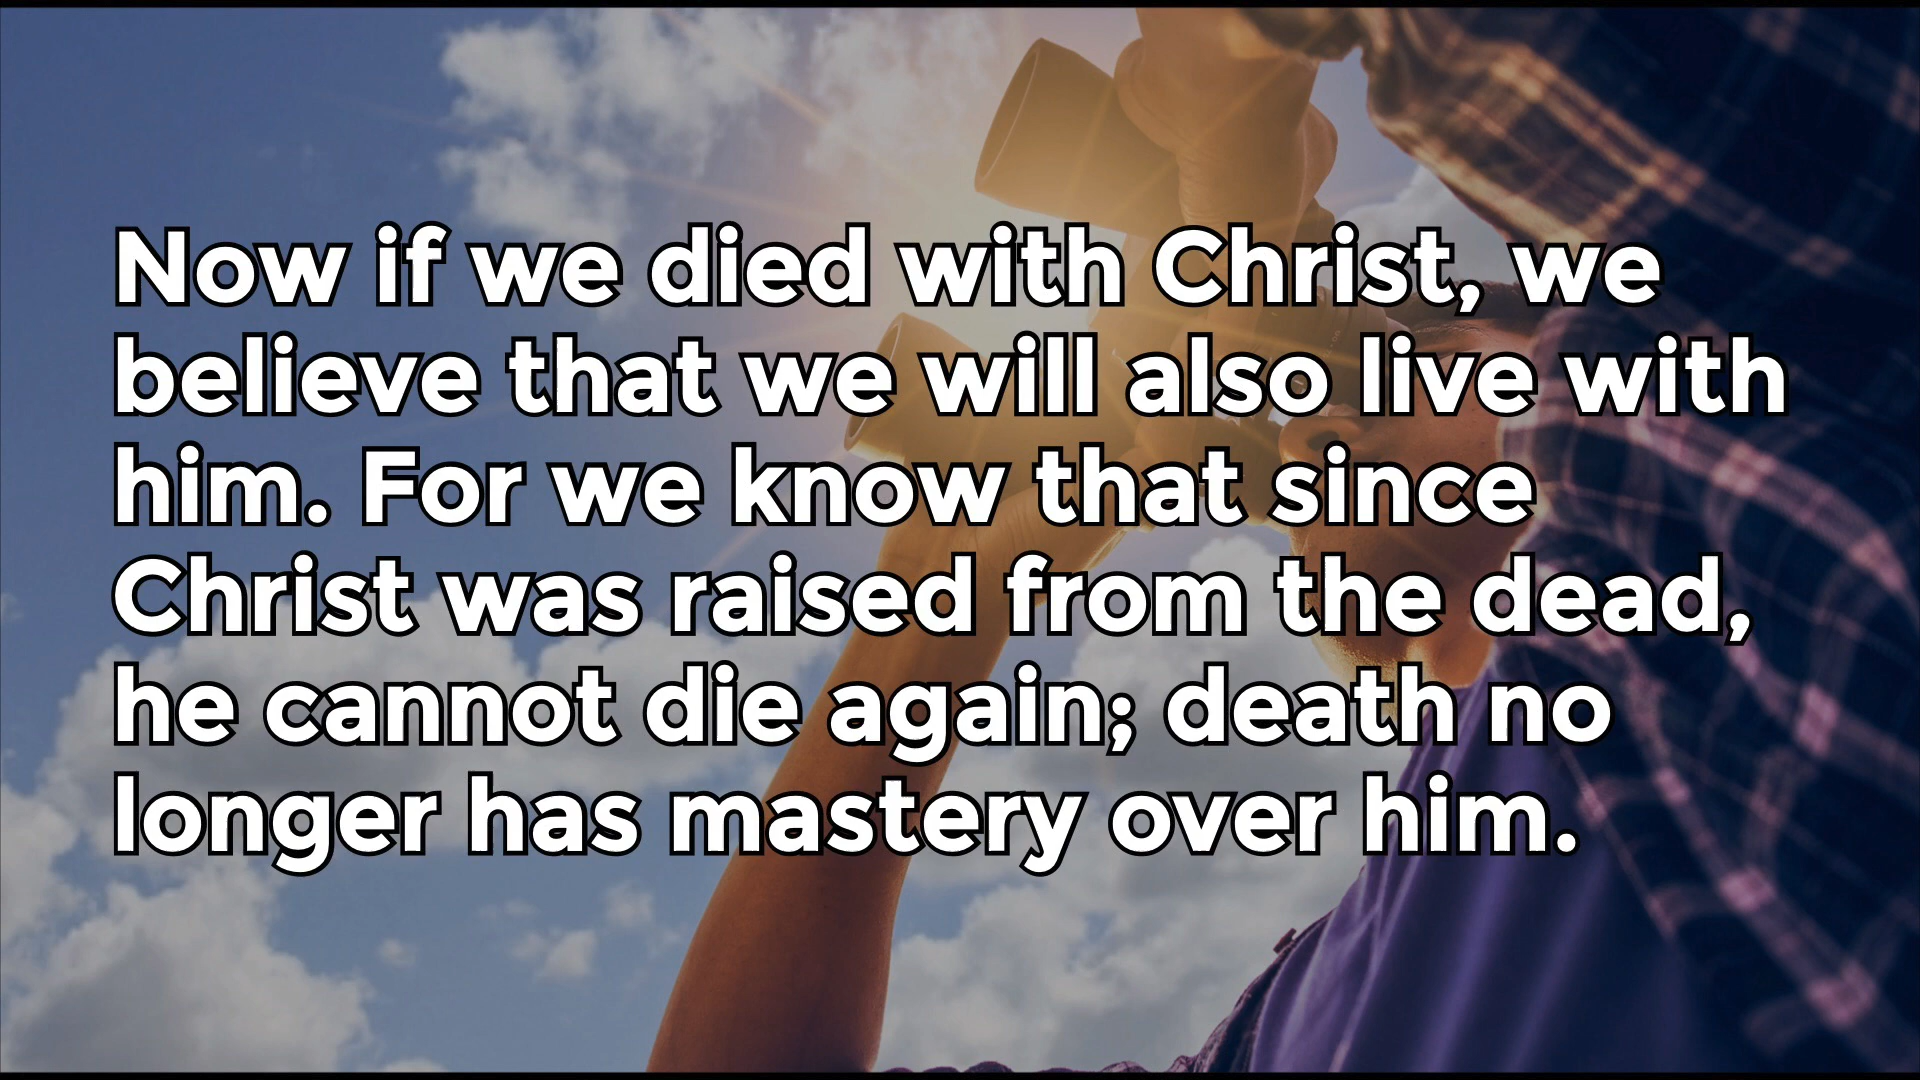 Now if we died with Christ, we
believe that we will also live with
him. For we know that since
Christ was raised from the dead,
he cannot die again; death no
longer has mastery over him.